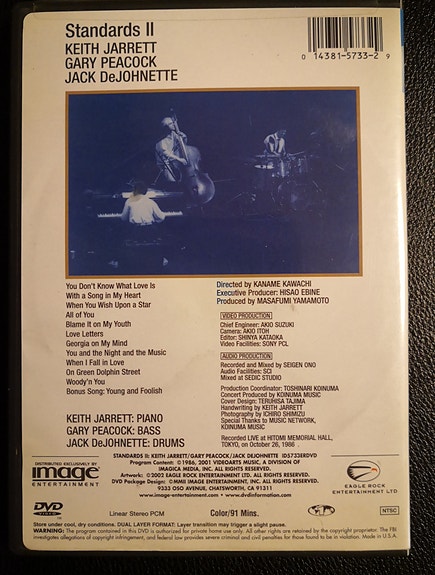 Standards II
KEITH JARRETT
GARY PEACOCK
JACK DeJOHNETTE
0 14381-5733-2 9
You Don't Know What Love Is
With a Song in My Heart
When You Wish Upon a Star
All of You
Blame It on My Youth
Love Letters
Georgia on My Mind
You and the Night and the Music
When I Fall in Love
On Green Dolphin Street
Woody'n You
Bonus Song: Young and Foolish
KEITH JARRETT: PIANO
GARY PEACOCK: BASS
JACK DeJOHNETTE: DRUMS
Directed by KANAME KAWACHI
Executive Producer: HISAO EBINE
Produced by MASAFUMI YAMAMOTO
VIDEO PRODUCTION
Chief Engineer: AKIO SUZUKI
Camera: AKIO ITOH
Editor: SHINYA KATAOKA
Video Facilities: SONY PCL
AUDIO PRODUCTION
Recorded and Mixed by SEIGEN ONO
Audio Facilities: SCI
Mixed at SEDIC STUDIO
Production Coordinator: TOSHINARI KOINUMA
Concert Produced by KOINUMA MUSIC
Cover Design: TERUHISA TAJIMA
Handwriting by KEITH JARRETT
Photography by ICHIRO SHIMIZU
Special Thanks to MUSIC NETWORK,
KOINUMA MUSIC
Recorded LIVE at HITOMI MEMORIAL HALL,
TOKYO, on October 26, 1986
DISTRIBUTED EXCLUSIVELY BY
image
ENTERTAINMENT
STANDARDS II: KEITH JARRETT/GARY PEACOCK/JACK DEJOHNETTE ID5733ERDVD
Program Content: ©1986, 2001 VIDEOARTS MUSIC, A DIVISION OF
IMAGICA MEDIA, INC. ALL RIGHTS RESERVED.
Artwork: ©2002 EAGLE ROCK ENTERTAINMENT LTD. ALL RIGHTS RESERVED.
DVD Package Design: ©MMII IMAGE ENTERTAINMENT, INC. ALL RIGHTS RESERVED.
9333 OSO AVENUE, CHATSWORTH, CA 91311
www.image-entertainment.com • www.dvdinformation.com
EAGLE ROCK
ENTERTAINMENT LTD
DVD
VIDEO
Linear Stereo PCM
Color/91 Mins.
NTSC
Store under cool, dry conditions. DUAL LAYER FORMAT: Layer transition may trigger a slight pause.
WARNING: The program contained in this DVD is authorized for private home use only. All other rights are reserved by the copyright proprietor. The FBI
investigates allegations of copyright infringement, and federal law provides severe criminal and civil penalties for those found to be in violation. Made in U.S.A.